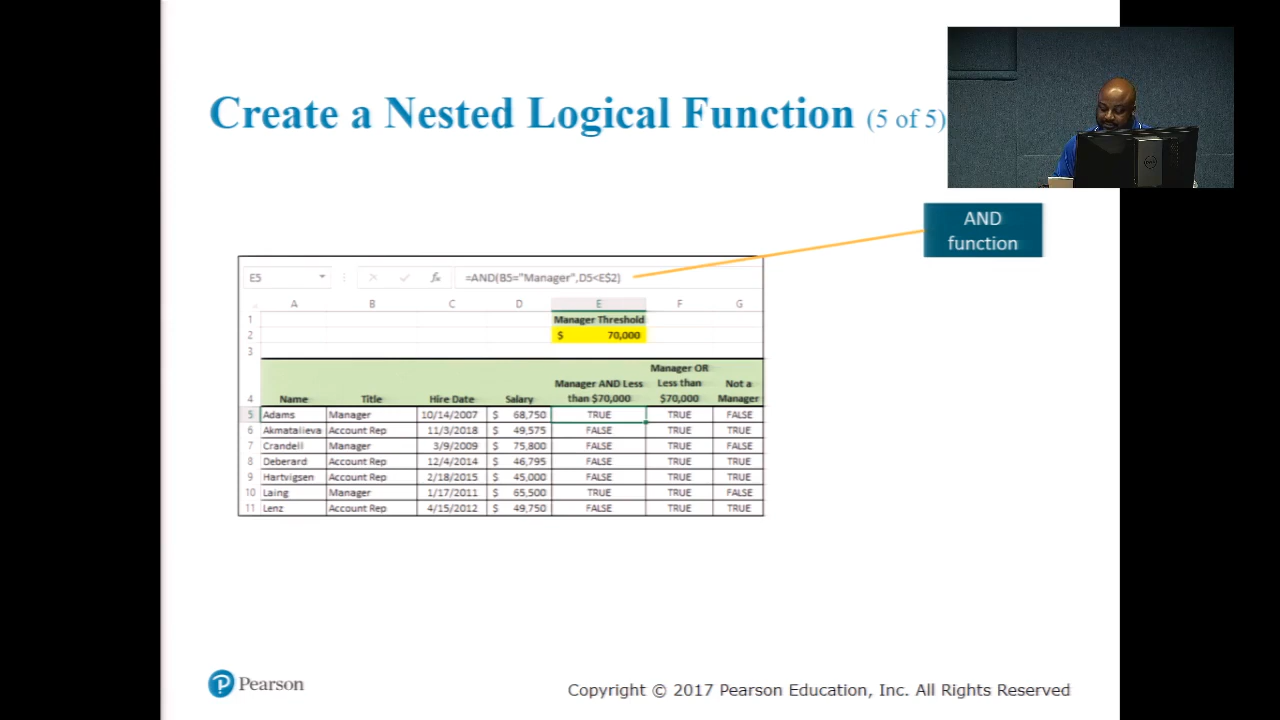 Create a Nested Logical Function (5 of 5)
AND
function
E5 fx =AND(B5="Manager",D5<E$2)
A B C D E F G
1 Manager Threshold
2 $ 70,000
3
Manager OR
Manager AND Less Less than Not a
4 Name Title Hire Date Salary than $70,000 $70,000 Manager
5 Adams Manager 10/14/2007 $ 68,750 TRUE TRUE FALSE
6 Akmatalieva Account Rep 11/3/2018 $ 49,575 FALSE TRUE TRUE
7 Crandell Manager 3/9/2009 $ 75,800 FALSE TRUE FALSE
8 Deberard Account Rep 12/4/2014 $ 46,795 FALSE TRUE TRUE
9 Hartvigsen Account Rep 2/18/2015 $ 45,000 FALSE TRUE TRUE
10 Laing Manager 1/17/2011 $ 65,500 TRUE TRUE FALSE
11 Lenz Account Rep 4/15/2012 $ 49,750 FALSE TRUE TRUE
Pearson
Copyright © 2017 Pearson Education, Inc. All Rights Reserved